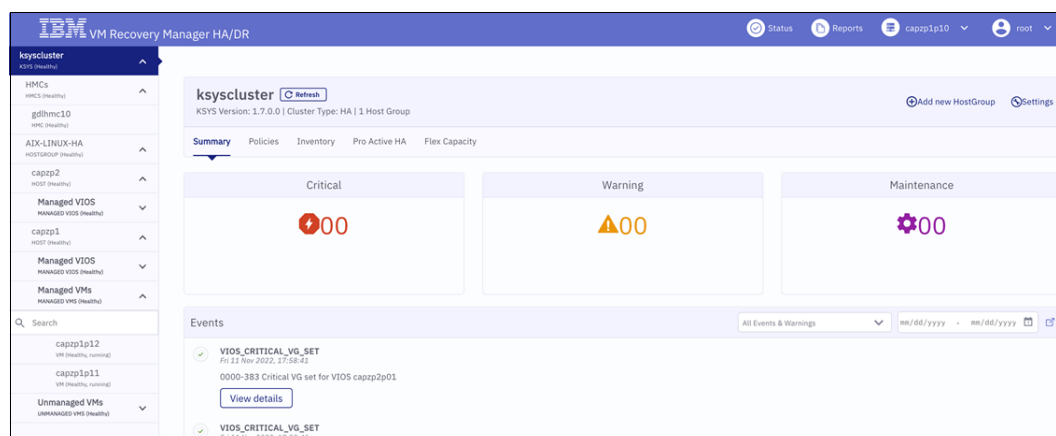 IBM VM Recovery Manager HA/DR
Status
Reports
capzp1p10
root
ksyscluster
KSYS (Healthy)
HMCs
HMCS (Healthy)
gdlhmc10
HMC (Healthy)
AIX-LINUX-HA
HOSTGROUP (Healthy)
capzp2
HOST (Healthy)
Managed VIOS
MANAGED VIOS (Healthy)
capzp1
HOST (Healthy)
Managed VIOS
MANAGED VIOS (Healthy)
Managed VMs
MANAGED VMS (Healthy)
Search
capzp1p12
VM (Healthy, running)
capzp1p11
VM (Healthy, running)
Unmanaged VMs
UNMANAGED VMS (Healthy)
ksyscluster
Refresh
KSYS Version: 1.7.0.0 | Cluster Type: HA | 1 Host Group
Add new HostGroup
Settings
Summary
Policies
Inventory
Pro Active HA
Flex Capacity
Critical
00
Warning
00
Maintenance
00
Events
All Events & Warnings
mm/dd/yyyy - mm/dd/yyyy
VIOS_CRITICAL_VG_SET
Fri 11 Nov 2022, 17:58:41
0000-383 Critical VG set for VIOS capzp2p01
View details
VIOS_CRITICAL_VG_SET